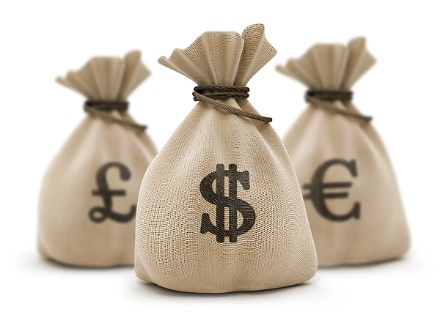 £ $ €